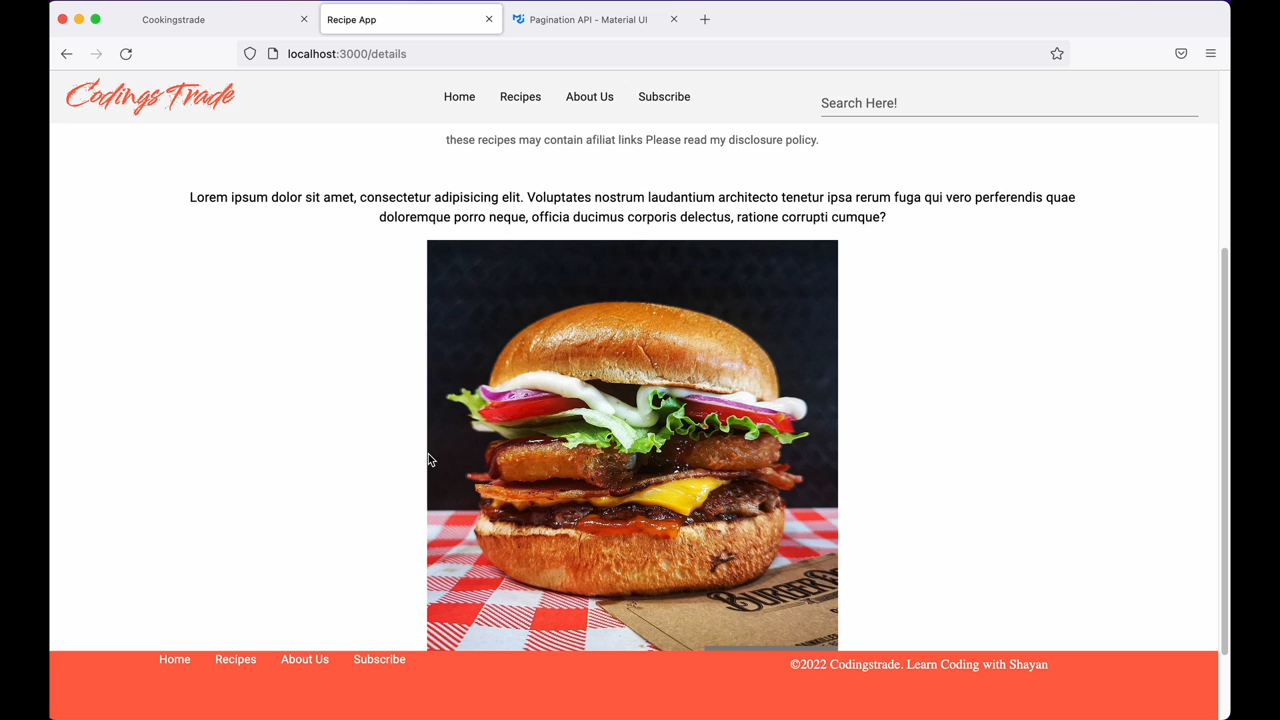 Cookingstrade
Recipe App
Pagination API - Material UI
localhost:3000/details
Codings Trade
Home
Recipes
About Us
Subscribe
Search Here!
these recipes may contain afiliat links Please read my disclosure policy.
Lorem ipsum dolor sit amet, consectetur adipisicing elit. Voluptates nostrum laudantium architecto tenetur ipsa rerum fuga qui vero perferendis quae
doloremque porro neque, officia ducimus corporis delectus, ratione corrupti cumque?
Home
Recipes
About Us
Subscribe
©2022 Codingstrade. Learn Coding with Shayan